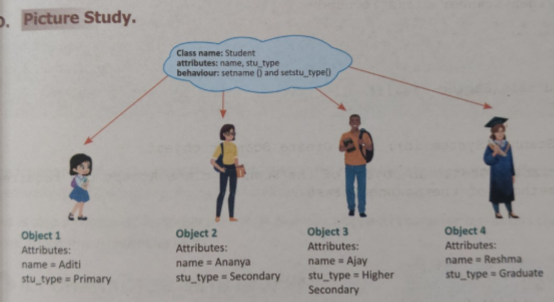 b. Picture Study.
Class name: Student
attributes: name, stu_type
behaviour: setname () and setstu_type()
Object 1
Attributes:
name = Aditi
stu_type = Primary
Object 2
Attributes:
name = Ananya
stu_type = Secondary
Object 3
Attributes:
name = Ajay
stu_type = Higher
Secondary
Object 4
Attributes:
name = Reshma
stu_type = Graduate